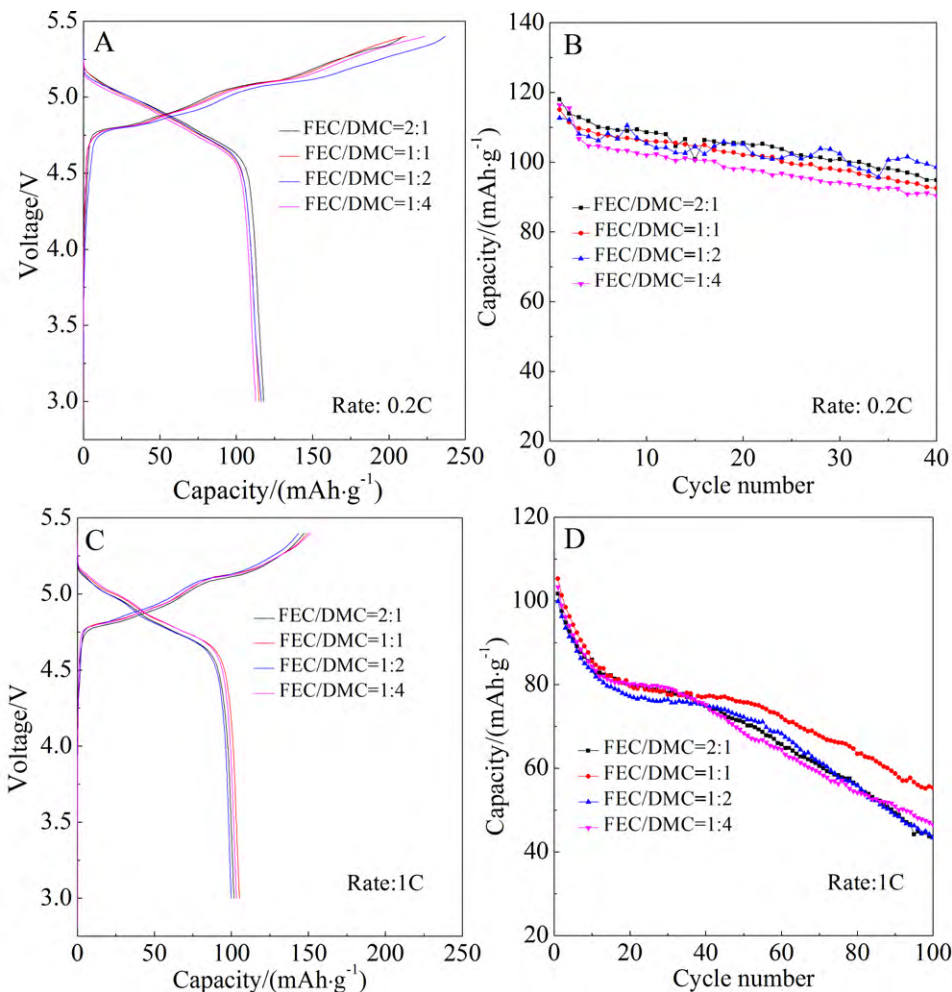 A
5.5
5.0
4.5
4.0
3.5
3.0
Voltage/V
FEC/DMC=2:1
FEC/DMC=1:1
FEC/DMC=1:2
FEC/DMC=1:4
Rate: 0.2C
0 50 100 150 200 250
Capacity/(mAh·g⁻¹)
B
140
120
100
80
60
40
20
Capacity/(mAh·g⁻¹)
FEC/DMC=2:1
FEC/DMC=1:1
FEC/DMC=1:2
FEC/DMC=1:4
Rate: 0.2C
0 10 20 30 40
Cycle number
C
5.5
5.0
4.5
4.0
3.5
3.0
Voltage/V
FEC/DMC=2:1
FEC/DMC=1:1
FEC/DMC=1:2
FEC/DMC=1:4
Rate:1C
0 50 100 150 200 250
Capacity/(mAh·g⁻¹)
D
120
100
80
60
40
20
Capacity/(mAh·g⁻¹)
FEC/DMC=2:1
FEC/DMC=1:1
FEC/DMC=1:2
FEC/DMC=1:4
Rate:1C
0 20 40 60 80 100
Cycle number